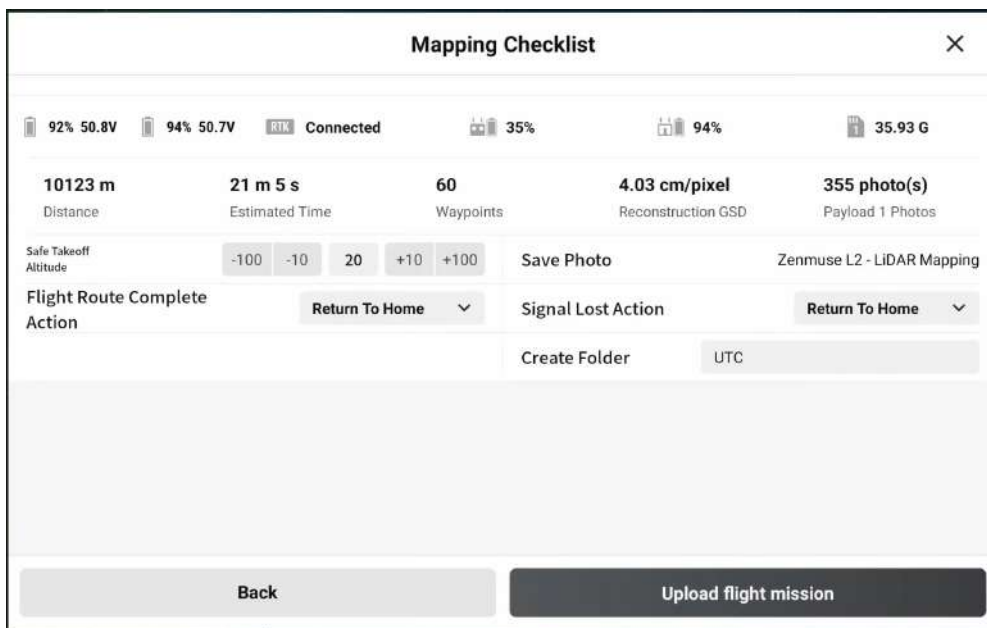 Mapping Checklist
92% 50.8V 94% 50.7V RTK Connected 35% 1 94% 1 35.93 G
10123 m 21 m 5 s 60 4.03 cm/pixel 355 photo(s)
Distance Estimated Time Waypoints Reconstruction GSD Payload 1 Photos
Safe Takeoff
Altitude
-100 -10 20 +10 +100
Save Photo Zenmuse L2 - LiDAR Mapping
Flight Route Complete
Action
Return To Home
Signal Lost Action Return To Home
Create Folder UTC
Back Upload flight mission